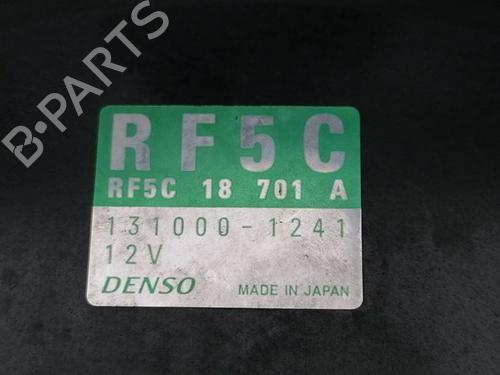 B-PARTS
RF5C
RF5C 18 701 A
131000-1241
12V
DENSO MADE IN JAPAN